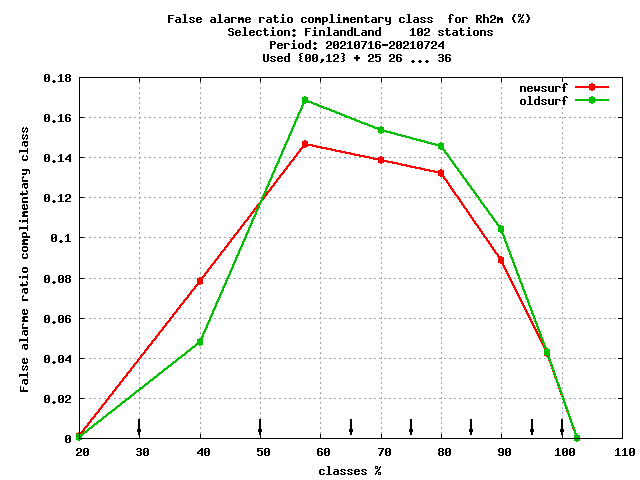 False alarme ratio complimentary class  for Rh2m (%)
Selection: FinlandLand    102 stations
Period: 20210716-20210724
Used {00,12} + 25 26 ... 36
newsurf
oldsurf
False alarme ratio complimentary class
0.18
0.16
0.14
0.12
0.1
0.08
0.06
0.04
0.02
0
20 30 40 50 60 70 80 90 100 110
classes %